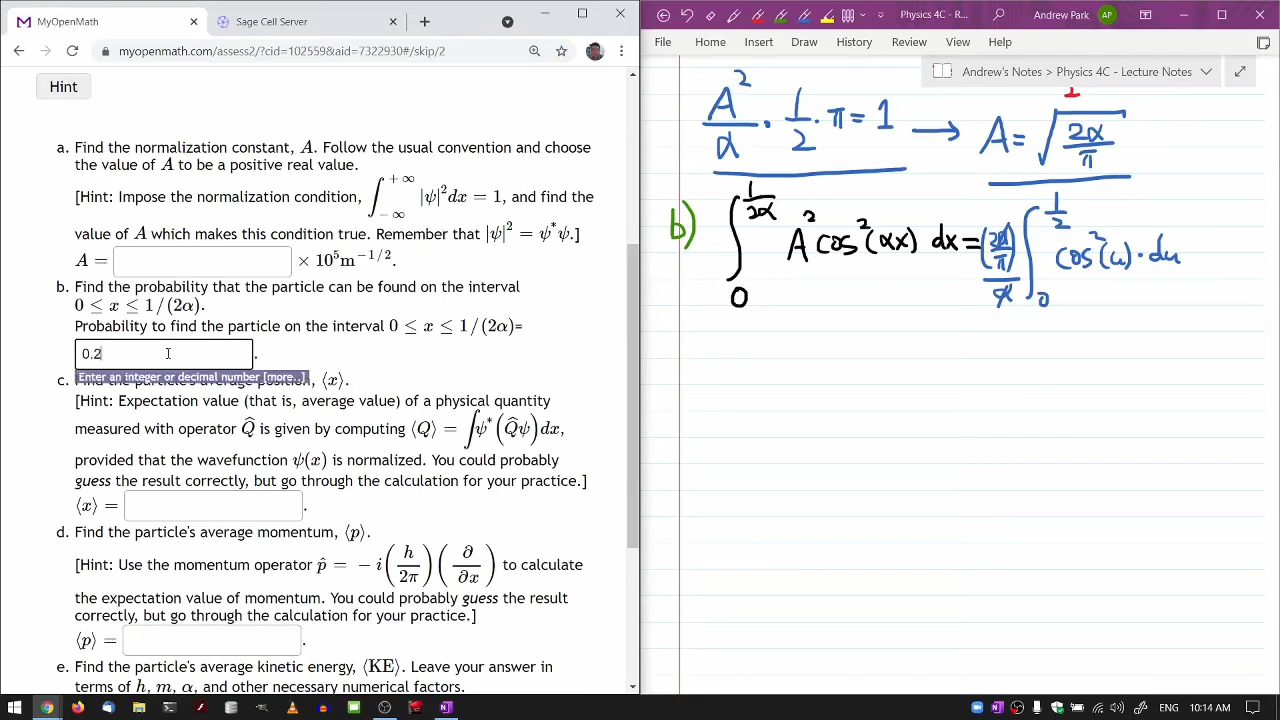 MyOpenMath
Sage Cell Server
myopenmath.com/assess2/?cid=102559&aid=7322930#/skip/2
Hint
a. Find the normalization constant, A. Follow the usual convention and choose
the value of A to be a positive real value.
[Hint: Impose the normalization condition, ∫_{−∞}^{+∞} |ψ|²dx = 1, and find the
value of A which makes this condition true. Remember that |ψ|² = ψ*ψ.]
A = × 10⁵m⁻¹/².
b. Find the probability that the particle can be found on the interval
0 ≤ x ≤ 1/(2α).
Probability to find the particle on the interval 0 ≤ x ≤ 1/(2α)=
0.2
.
Enter an integer or decimal number [more..]
c. Find the particle's average position, ⟨x⟩.
[Hint: Expectation value (that is, average value) of a physical quantity
measured with operator Q̂ is given by computing ⟨Q⟩ = ∫ψ*(Q̂ψ)dx,
provided that the wavefunction ψ(x) is normalized. You could probably
guess the result correctly, but go through the calculation for your practice.]
⟨x⟩ = .
d. Find the particle's average momentum, ⟨p⟩.
[Hint: Use the momentum operator p̂ = −i(h/2π)(∂/∂x) to calculate
the expectation value of momentum. You could probably guess the result
correctly, but go through the calculation for your practice.]
⟨p⟩ = .
e. Find the particle's average kinetic energy, ⟨KE⟩. Leave your answer in
terms of h, m, α, and other necessary numerical factors.
Physics 4C - R
Andrew Park
AP
File Home Insert Draw History Review View Help
Andrew's Notes > Physics 4C - Lecture Notes
A²/α · 1/2 · π = 1 → A = √(2α/π)
b) ∫₀^{1/2α} A² cos²(αx) dx = (2α/π)/α ∫₀^{1/2} cos²(u) · du
10:14 AM